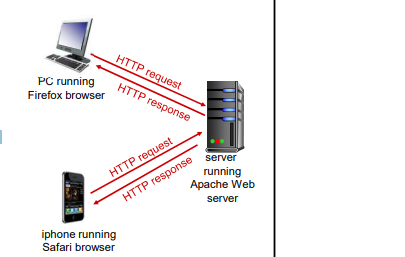 HTTP request
PC running
Firefox browser
HTTP response
HTTP request
server
running
Apache Web
server
HTTP response
iphone running
Safari browser